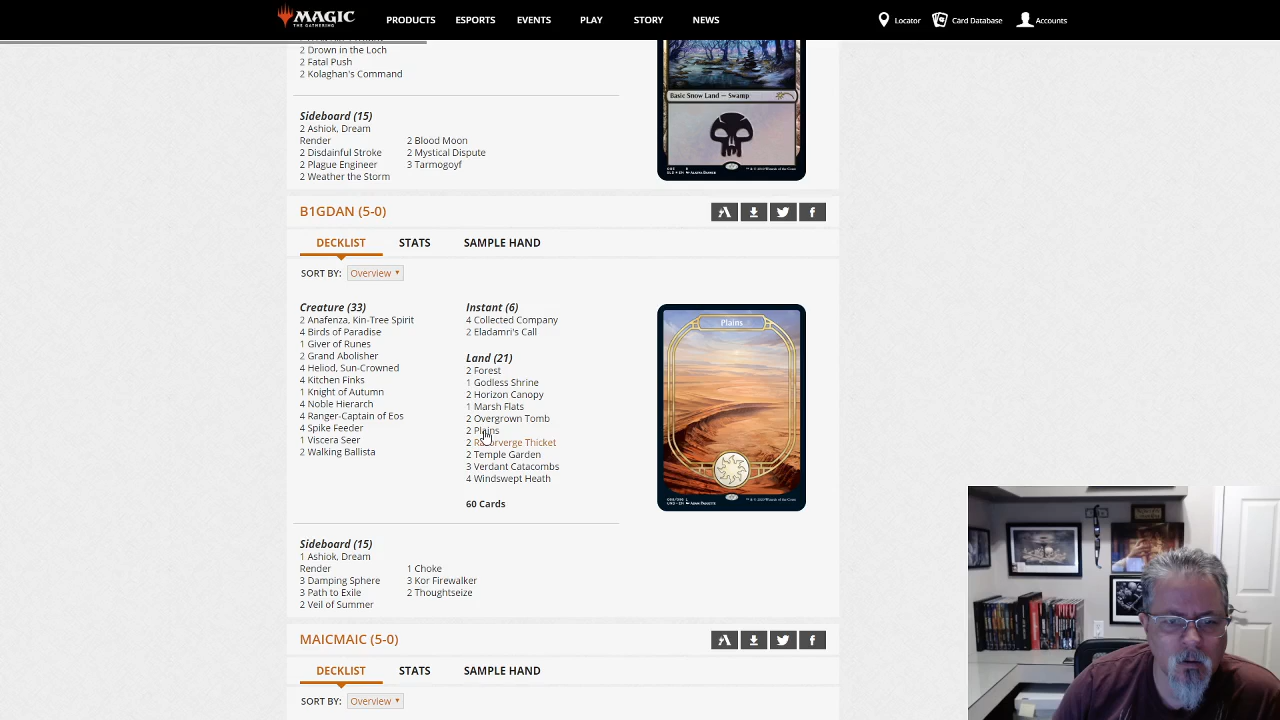 MAGIC
THE GATHERING
PRODUCTS
ESPORTS
EVENTS
PLAY
STORY
NEWS
Locator
Card Database
Accounts
2 Drown in the Loch
2 Fatal Push
2 Kolaghan's Command
Sideboard (15)
2 Ashiok, Dream
Render
2 Disdainful Stroke
2 Plague Engineer
2 Weather the Storm
2 Blood Moon
2 Mystical Dispute
3 Tarmogoyf
Basic Snow Land — Swamp
B1GDAN (5-0)
DECKLIST
STATS
SAMPLE HAND
SORT BY:
Overview
Creature (33)
2 Anafenza, Kin-Tree Spirit
4 Birds of Paradise
1 Giver of Runes
2 Grand Abolisher
4 Heliod, Sun-Crowned
4 Kitchen Finks
1 Knight of Autumn
4 Noble Hierarch
4 Ranger-Captain of Eos
4 Spike Feeder
1 Viscera Seer
2 Walking Ballista
Instant (6)
4 Collected Company
2 Eladamri's Call
Land (21)
2 Forest
1 Godless Shrine
2 Horizon Canopy
1 Marsh Flats
2 Overgrown Tomb
2 Plains
2 Razorverge Thicket
2 Temple Garden
3 Verdant Catacombs
4 Windswept Heath
60 Cards
Plains
Sideboard (15)
1 Ashiok, Dream
Render
3 Damping Sphere
3 Path to Exile
2 Veil of Summer
1 Choke
3 Kor Firewalker
2 Thoughtseize
MAICMAIC (5-0)
DECKLIST
STATS
SAMPLE HAND
SORT BY:
Overview